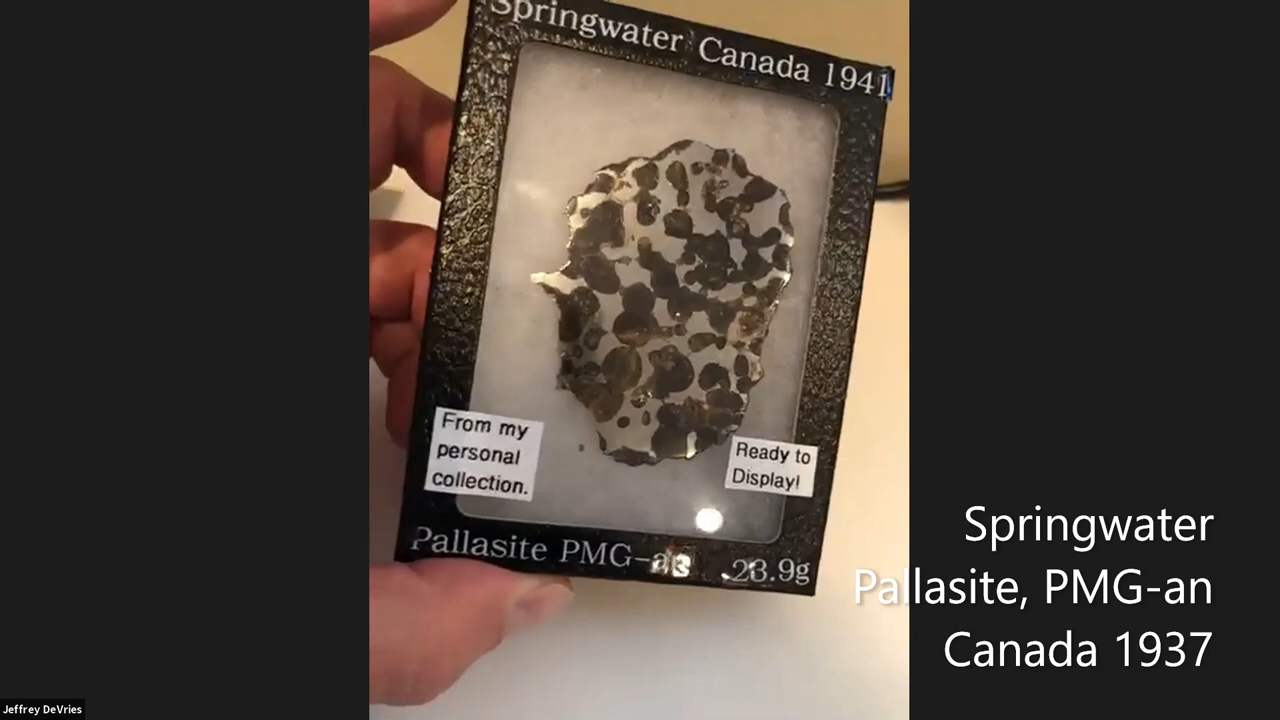 Springwater Canada 1941
From my
personal
collection.
Ready to
Display!
Pallasite PMG-an 23.9g
Springwater
Pallasite, PMG-an
Canada 1937
Jeffrey DeVries